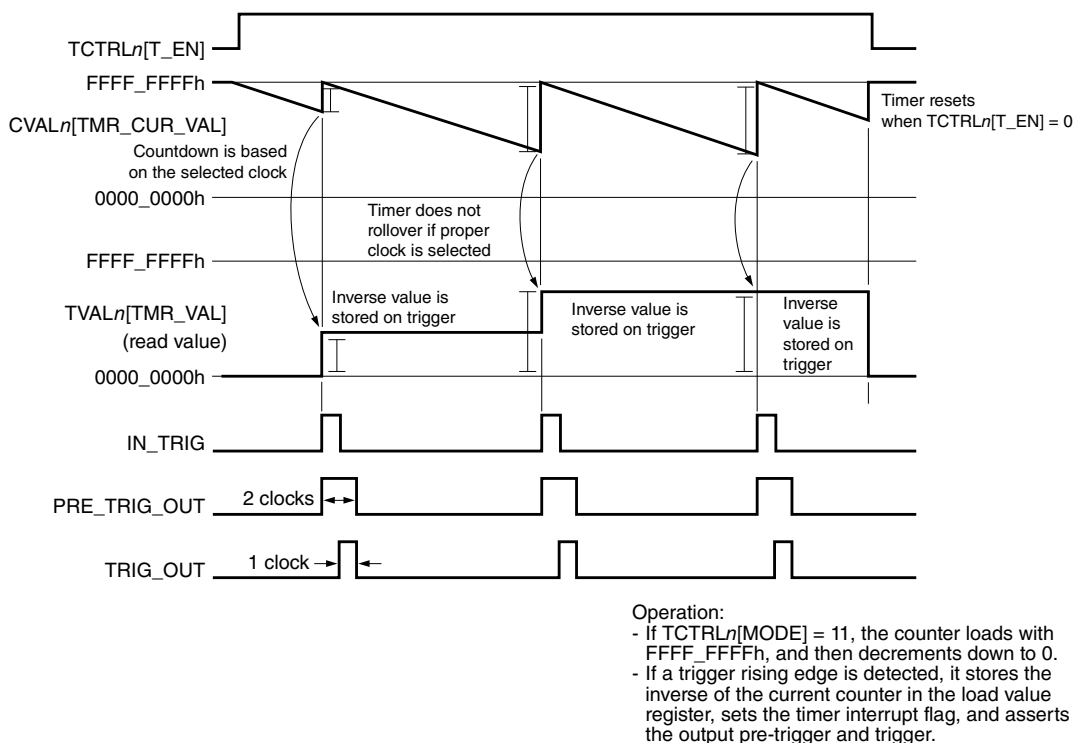 TCTRLn[T_EN]
FFFF_FFFFh
CVALn[TMR_CUR_VAL]
Timer resets
when TCTRLn[T_EN] = 0
Countdown is based
on the selected clock
0000_0000h
Timer does not
rollover if proper
clock is selected
FFFF_FFFFh
TVALn[TMR_VAL]
(read value)
Inverse value is
stored on trigger
Inverse value is
stored on trigger
Inverse
value is
stored on
trigger
0000_0000h
IN_TRIG
PRE_TRIG_OUT
2 clocks
TRIG_OUT
1 clock
Operation:
- If TCTRLn[MODE] = 11, the counter loads with
FFFF_FFFFh, and then decrements down to 0.
- If a trigger rising edge is detected, it stores the
inverse of the current counter in the load value
register, sets the timer interrupt flag, and asserts
the output pre-trigger and trigger.